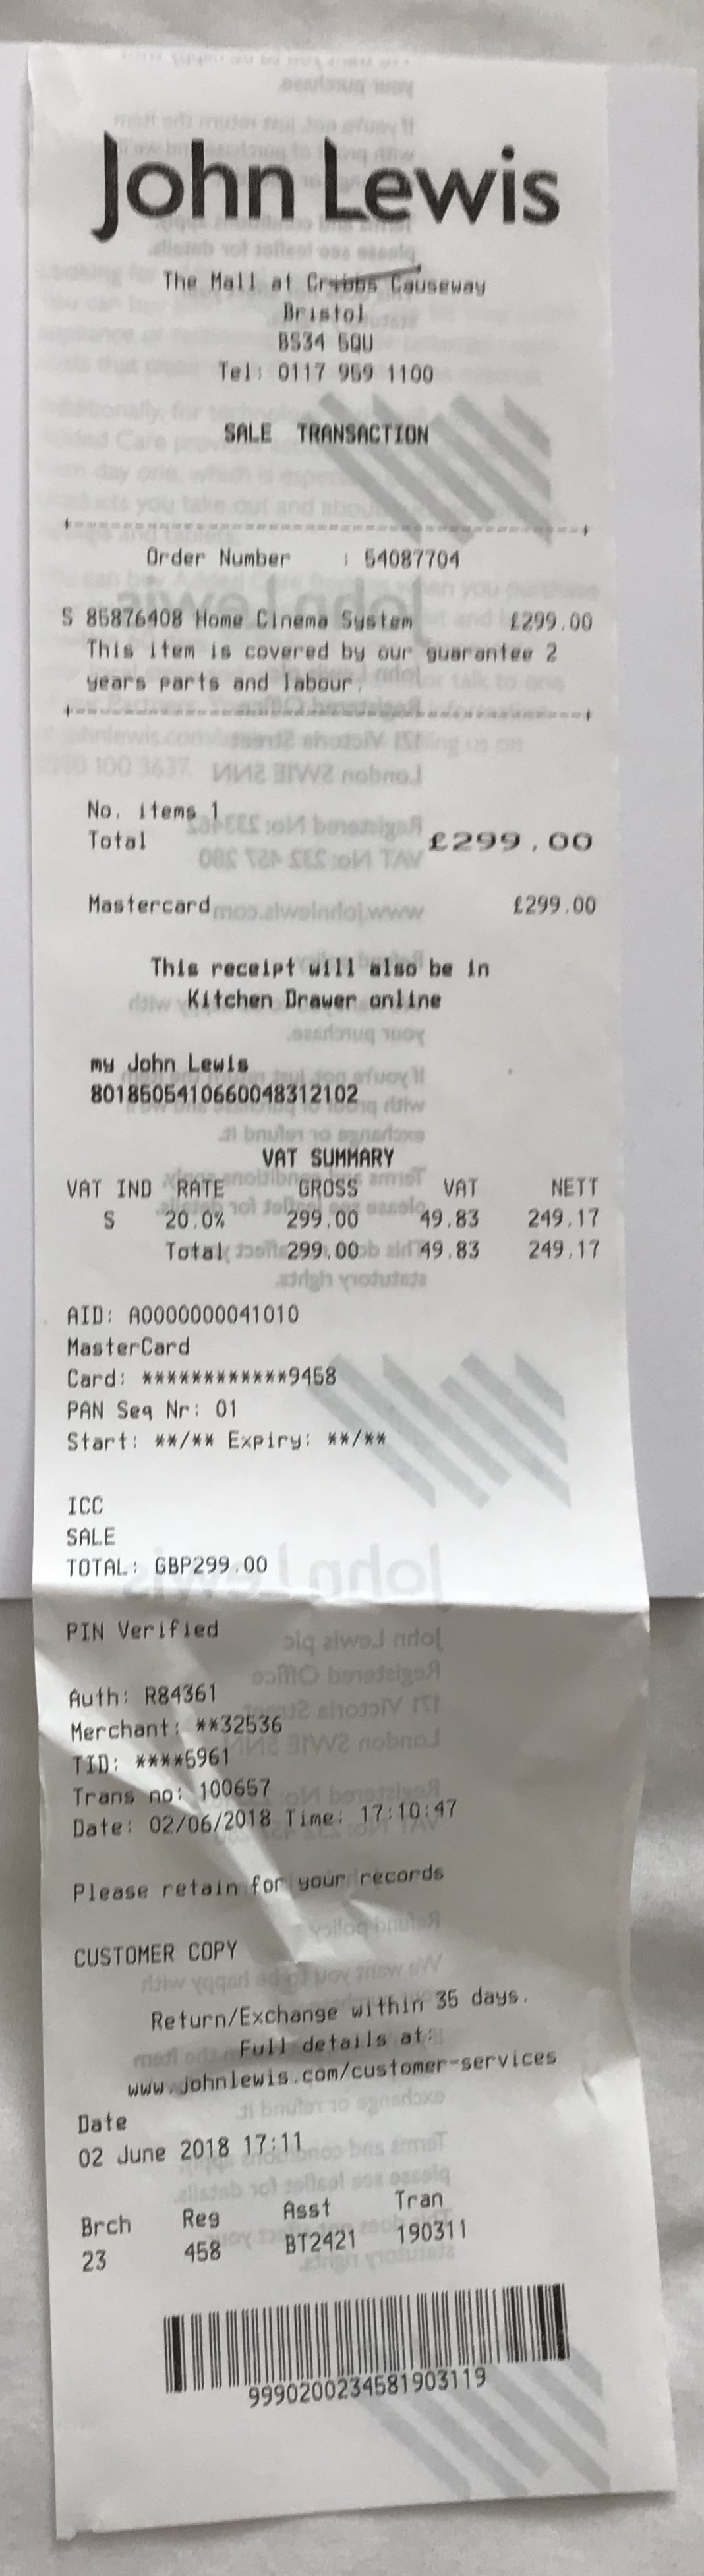 John Lewis
The Mall at Cribbs Causeway
Bristol
BS34 5QU
Tel: 0117 959 1100
SALE TRANSACTION
Order Number : 54087704
S 85876408 Home Cinema System £299.00
This item is covered by our guarantee 2
years parts and labour.
No. items 1
Total £299.00
Mastercard £299.00
This receipt will also be in
Kitchen Drawer online
my John Lewis
8018505410660048312102
VAT SUMMARY
VAT IND RATE GROSS VAT NETT
S 20.0% 299.00 49.83 249.17
Total 299.00 49.83 249.17
AID: A0000000041010
MasterCard
Card: ************9458
PAN Seq Nr: 01
Start: **/** Expiry: **/**
ICC
SALE
TOTAL: GBP299.00
PIN Verified
Auth: R84361
Merchant: **32536
TID: ****5961
Trans no: 100657
Date: 02/06/2018 Time: 17:10:47
Please retain for your records
CUSTOMER COPY
Return/Exchange within 35 days.
Full details at:
www.johnlewis.com/customer-services
Date
02 June 2018 17:11
Brch Reg Asst Tran
23 458 BT2421 190311
9990200234581903119